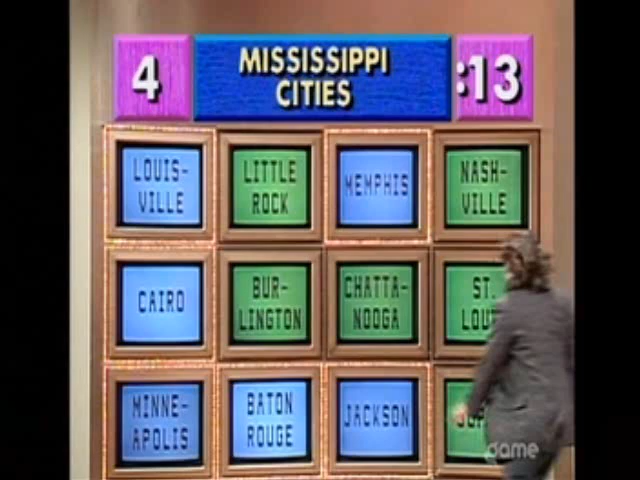 4
MISSISSIPPI
CITIES
:13
LOUIS-
VILLE
LITTLE
ROCK
MEMPHIS
NASH-
VILLE
CAIRO
BUR-
LINGTON
CHATTA-
NOOGA
ST.
MINNE-
APOLIS
BATON
ROUGE
JACKSON
game